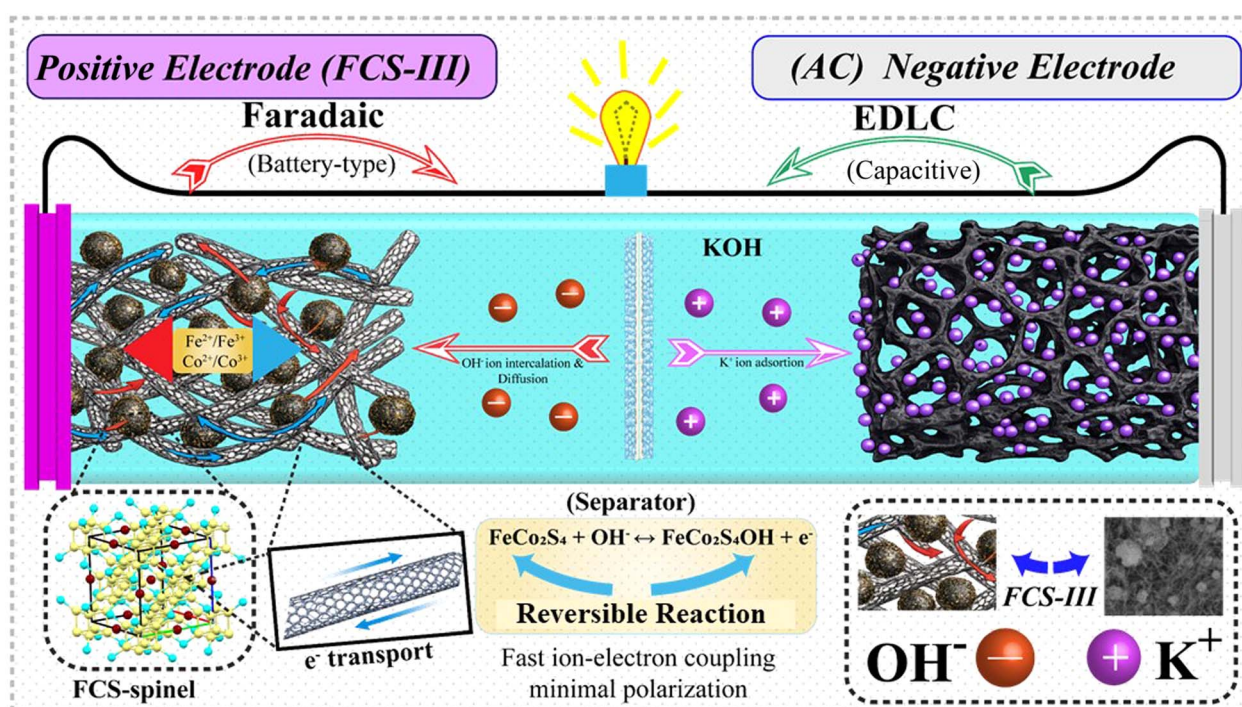 Positive Electrode (FCS-III)
(AC) Negative Electrode
Faradaic
(Battery-type)
EDLC
(Capacitive)
KOH
Fe²⁺/Fe³⁺
Co²⁺/Co³⁺
OH⁻ ion intercalation &
Diffusion
K⁺ ion adsortion
(Separator)
FeCo₂S₄ + OH⁻ ↔ FeCo₂S₄OH + e⁻
Reversible Reaction
Fast ion-electron coupling
minimal polarization
e⁻ transport
FCS-spinel
FCS-III
OH⁻
K⁺